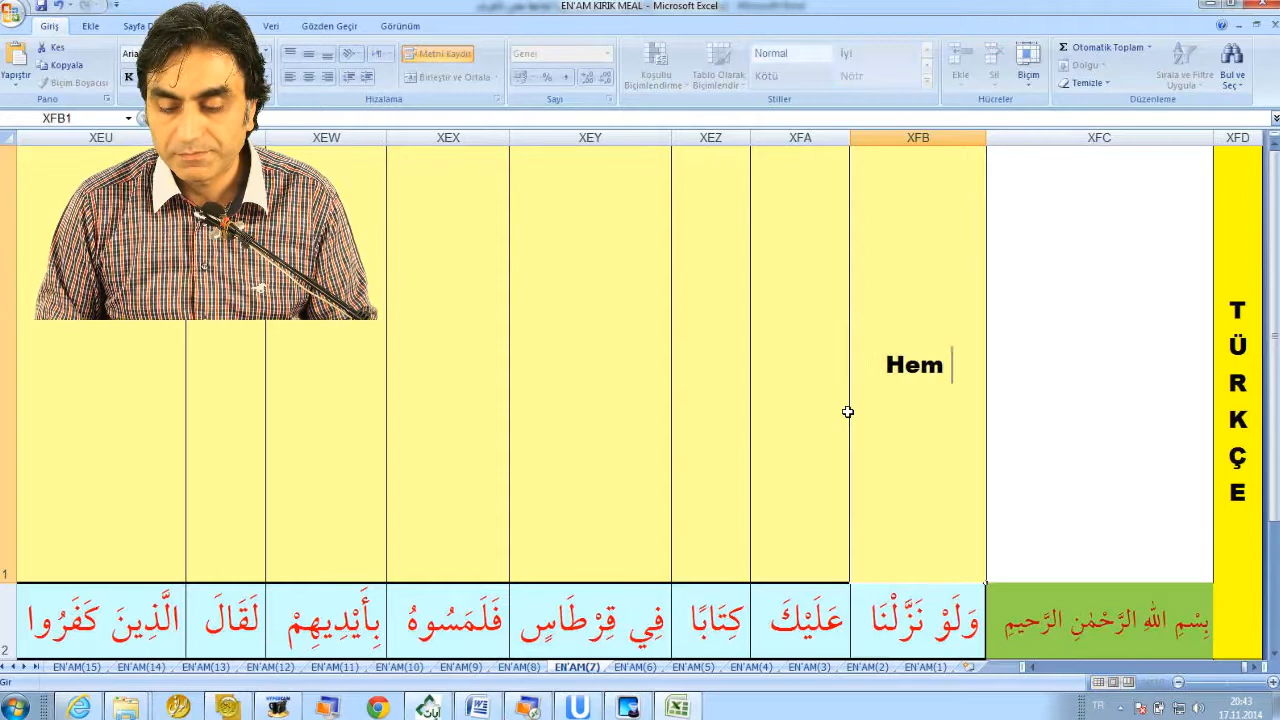 EN'AM KIRIK MEAL - Microsoft Excel
Giriş Ekle Sayfa D Veri Gözden Geçir Görünüm
Yapıştır
Kes
Kopyala
Biçim Boyacısı
Aria
K
Metni Kaydır
Birleştir ve Ortala
Genel
Koşullu Biçimlendirme
Tablo Olarak Biçimlendir
Normal İyi
Kötü Nötr
Ekle Sil Biçim
Otomatik Toplam
Dolgu
Temizle
Sırala ve Filtre Uygula
Bul ve Seç
Pano Hizalama Sayı Stiller Hücreler Düzenleme
XFB1
XEU XEW XEX XEY XEZ XFA XFB XFC XFD
Hem
T
Ü
R
K
Ç
E
1
2
بِسْمِ اللهِ الرَّحْمٰنِ الرَّحِيمِ
وَلَوْ نَزَّلْنَا
عَلَيْكَ
كِتَابًا
فِي قِرْطَاسٍ
فَلَمَسُوهُ
بِأَيْدِيهِمْ
لَقَالَ
الَّذِينَ كَفَرُوا
EN'AM(15) EN'AM(14) EN'AM(13) EN'AM(12) EN'AM(11) EN'AM(10) EN'AM(9) EN'AM(8) EN'AM(7) EN'AM(6) EN'AM(5) EN'AM(4) EN'AM(3) EN'AM(2) EN'AM(1)
Gir
TR
20:43
17.11.2014